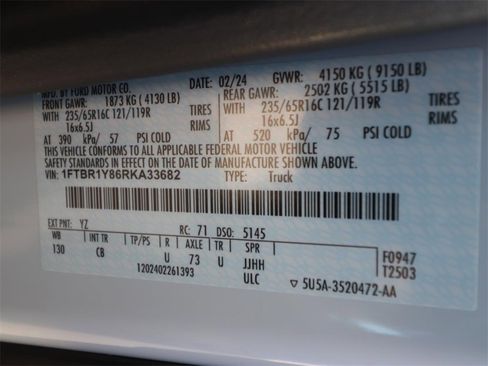 MFD. BY FORD MOTOR CO.
DATE: 02/24 GVWR: 4150 KG ( 9150 LB)
FRONT GAWR: 1873 KG ( 4130 LB) REAR GAWR: 2502 KG ( 5515 LB)
WITH 235/65R16C 121/119R TIRES WITH 235/65R16C 121/119R TIRES
16x6.5J RIMS 16x6.5J RIMS
AT 390 kPa/ 57 PSI COLD AT 520 kPa/ 75 PSI COLD
THIS VEHICLE CONFORMS TO ALL APPLICABLE FEDERAL MOTOR VEHICLE
SAFETY STANDARDS IN EFFECT ON THE DATE OF MANUFACTURE SHOWN ABOVE.
VIN: 1FTBR1Y86RKA33682 TYPE: Truck
EXT PNT: YZ RC: 71 DSO: 5145
WB INT TR TP/PS R AXLE TR SPR
130 CB U 73 U JJHH F0947
1202402261393 ULC T2503
5U5A-3520472-AA